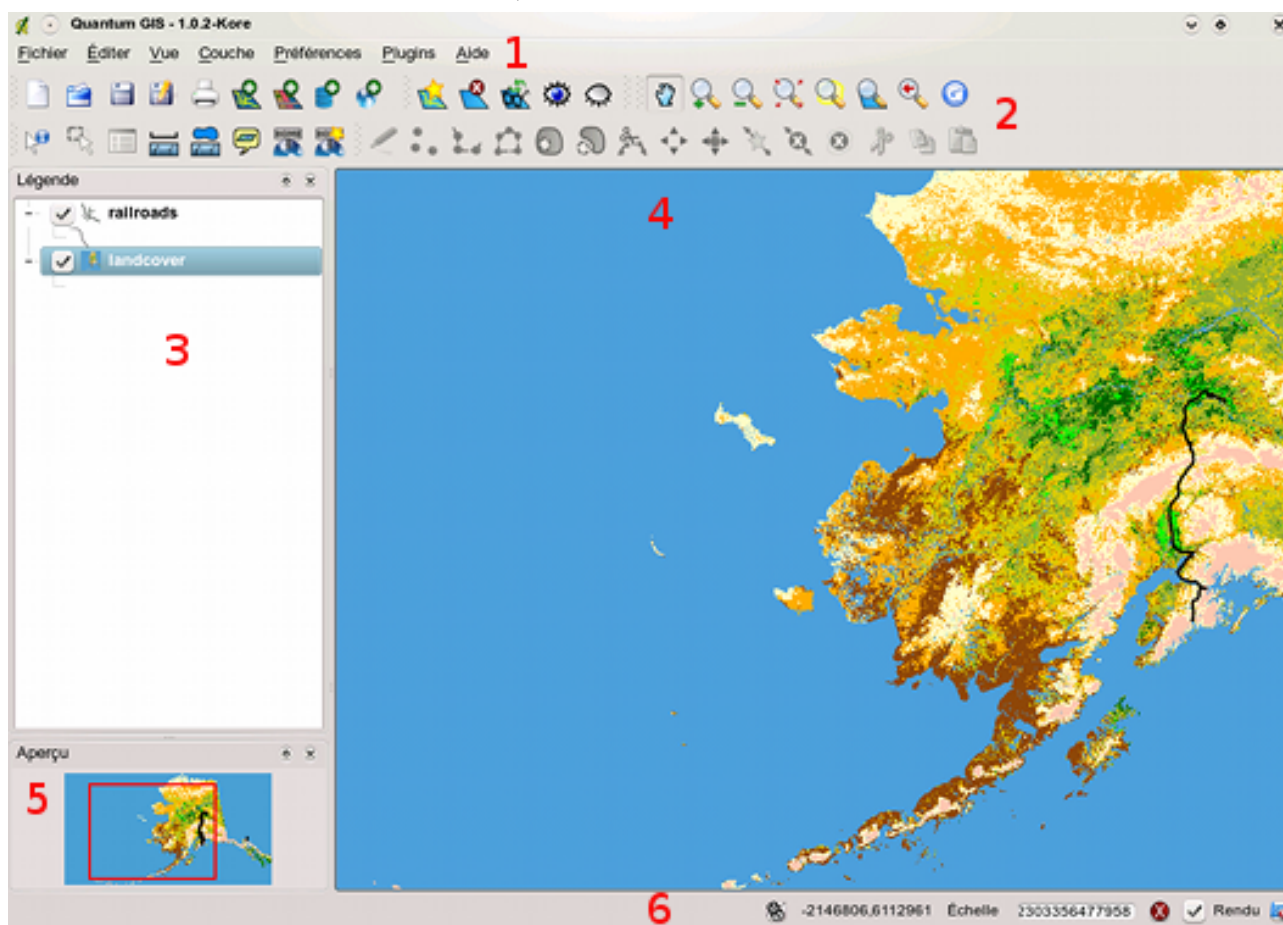 Quantum GIS - 1.0.2-Kore
Fichier Éditer Vue Couche Préférences Plugins Aide
1
2
Légende
railroads
landcover
3
4
Aperçu
5
6
-2146806,6112961 Échelle 2303356477958 Rendu